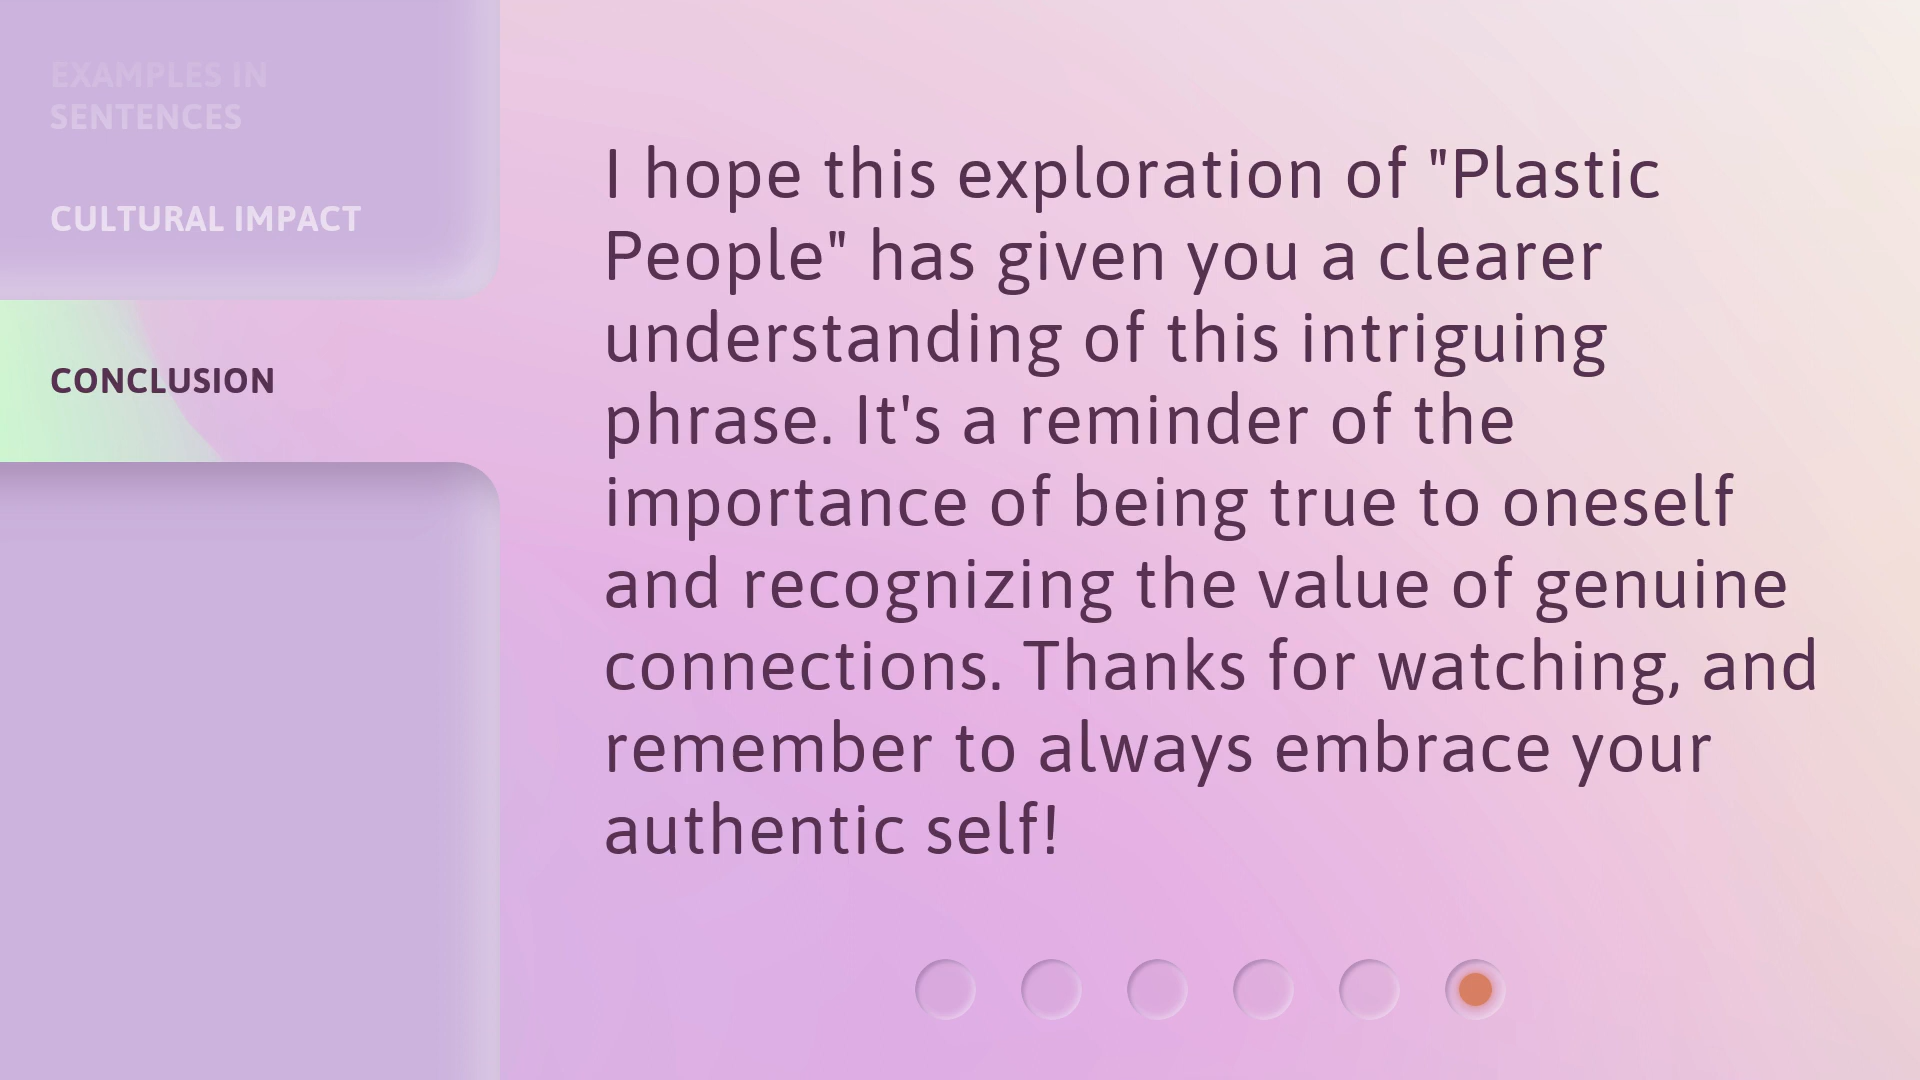 EXAMPLES IN
SENTENCES
CULTURAL IMPACT
CONCLUSION
I hope this exploration of "Plastic
People" has given you a clearer
understanding of this intriguing
phrase. It's a reminder of the
importance of being true to oneself
and recognizing the value of genuine
connections. Thanks for watching, and
remember to always embrace your
authentic self!